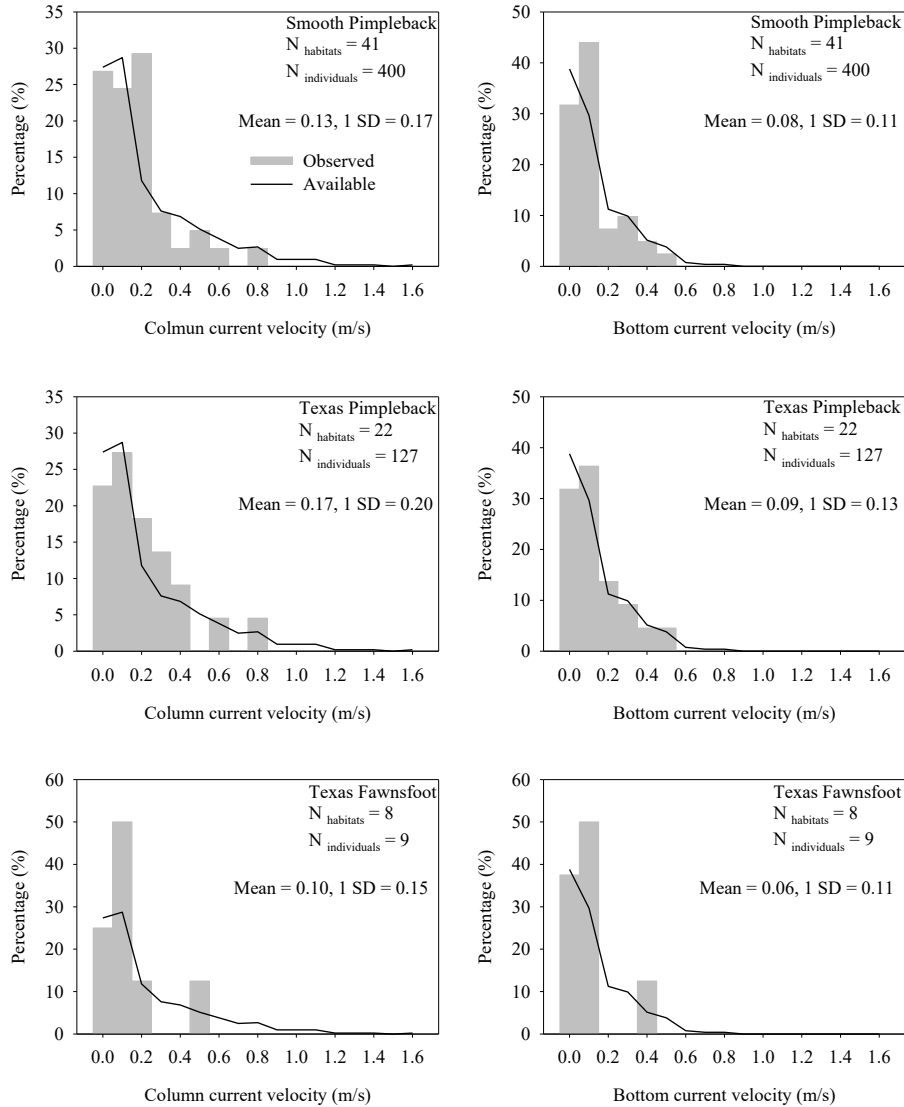 Smooth Pimpleback
N habitats = 41
N individuals = 400
Mean = 0.13, 1 SD = 0.17
Observed
Available
Percentage (%)
35
30
25
20
15
10
5
0
0.0 0.2 0.4 0.6 0.8 1.0 1.2 1.4 1.6
Colmun current velocity (m/s)
Smooth Pimpleback
N habitats = 41
N individuals = 400
Mean = 0.08, 1 SD = 0.11
Percentage (%)
50
40
30
20
10
0
0.0 0.2 0.4 0.6 0.8 1.0 1.2 1.4 1.6
Bottom current velocity (m/s)
Texas Pimpleback
N habitats = 22
N individuals = 127
Mean = 0.17, 1 SD = 0.20
Percentage (%)
35
30
25
20
15
10
5
0
0.0 0.2 0.4 0.6 0.8 1.0 1.2 1.4 1.6
Column current velocity (m/s)
Texas Pimpleback
N habitats = 22
N individuals = 127
Mean = 0.09, 1 SD = 0.13
Percentage (%)
50
40
30
20
10
0
0.0 0.2 0.4 0.6 0.8 1.0 1.2 1.4 1.6
Bottom current velocity (m/s)
Texas Fawnsfoot
N habitats = 8
N individuals = 9
Mean = 0.10, 1 SD = 0.15
Percentage (%)
60
50
40
30
20
10
0
0.0 0.2 0.4 0.6 0.8 1.0 1.2 1.4 1.6
Column current velocity (m/s)
Texas Fawnsfoot
N habitats = 8
N individuals = 9
Mean = 0.06, 1 SD = 0.11
Percentage (%)
60
50
40
30
20
10
0
0.0 0.2 0.4 0.6 0.8 1.0 1.2 1.4 1.6
Bottom current velocity (m/s)